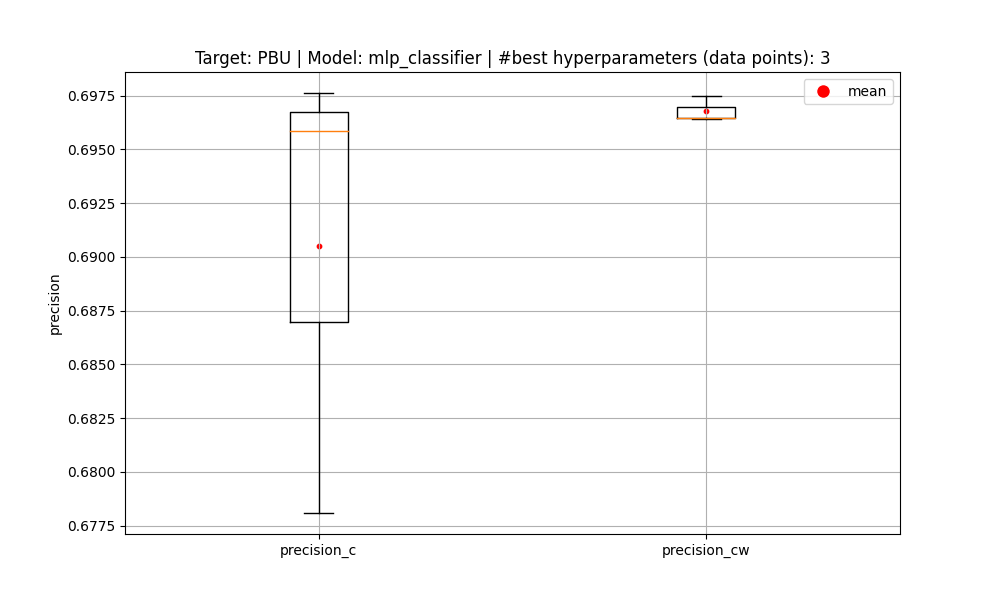 Target: PBU | Model: mlp_classifier | #best hyperparameters (data points): 3
mean
0.6975
0.6950
0.6925
0.6900
0.6875
0.6850
0.6825
0.6800
0.6775
precision
precision_c
precision_cw